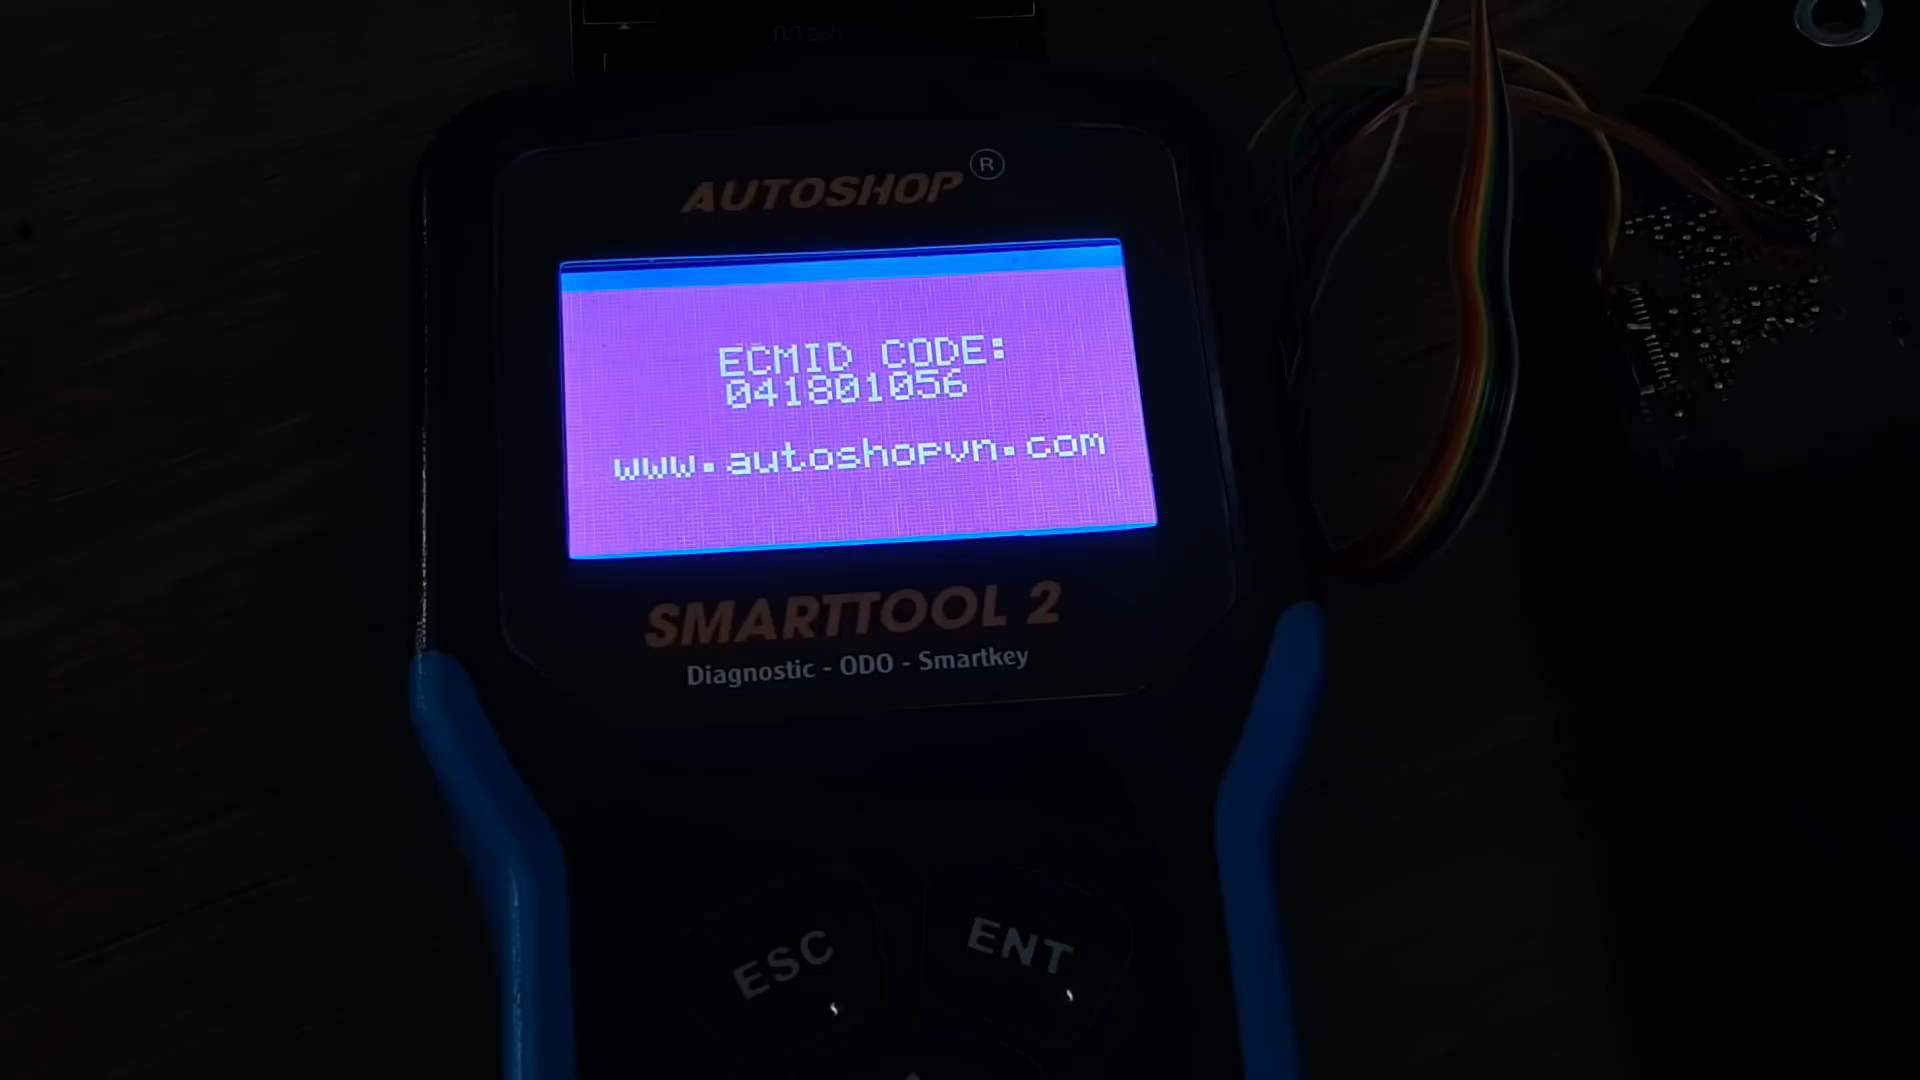 AUTOSHOP®
ECMID CODE:
041801056
www.autoshopvn.com
SMARTTOOL 2
Diagnostic - ODO - Smartkey
ESC
ENT